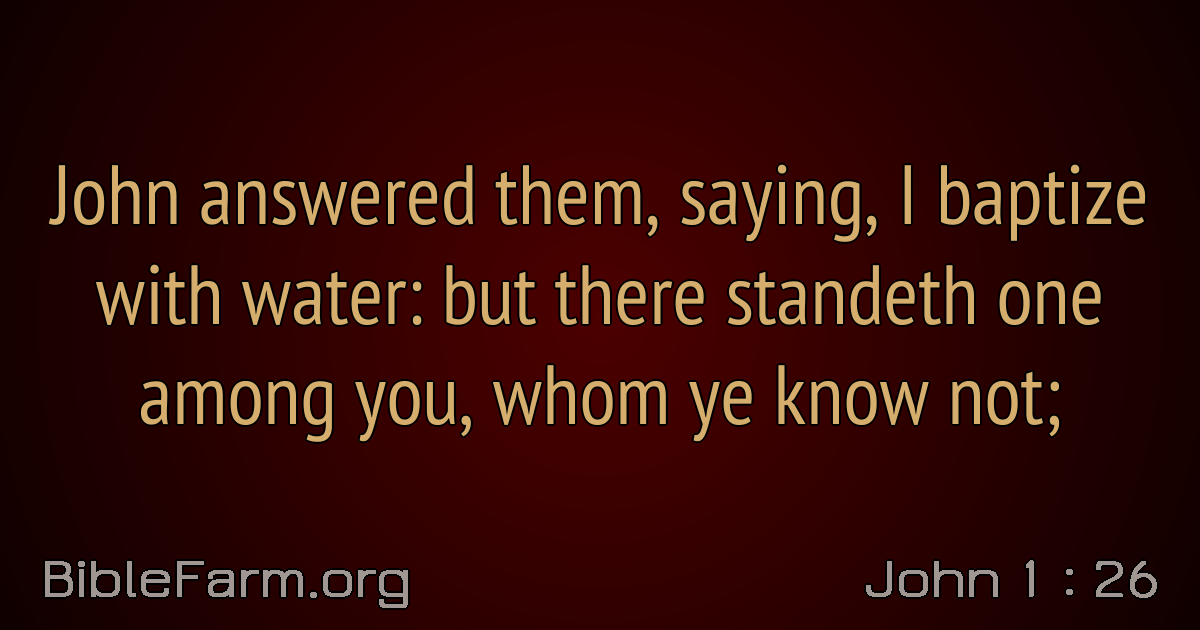 John answered them, saying, I baptize
with water: but there standeth one
among you, whom ye know not;
BibleFarm.org
John 1 : 26